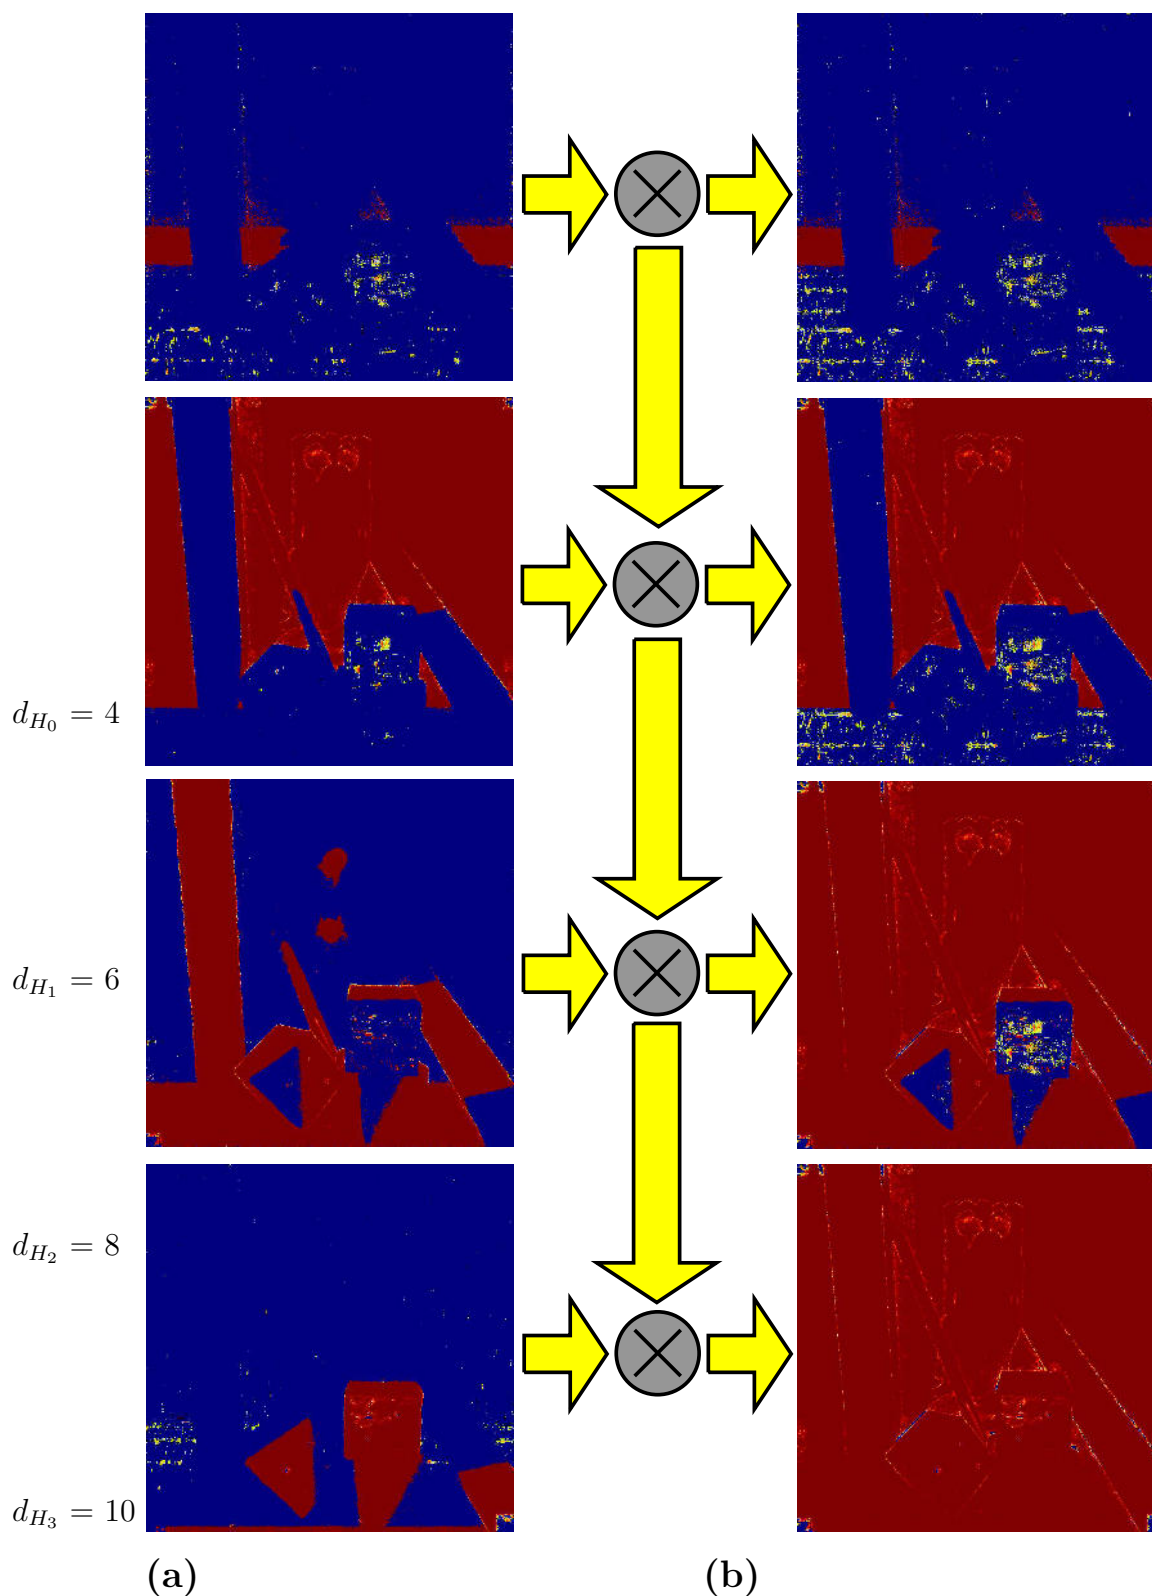 d_{H_0} = 4
d_{H_1} = 6
d_{H_2} = 8
d_{H_3} = 10
(a) (b)